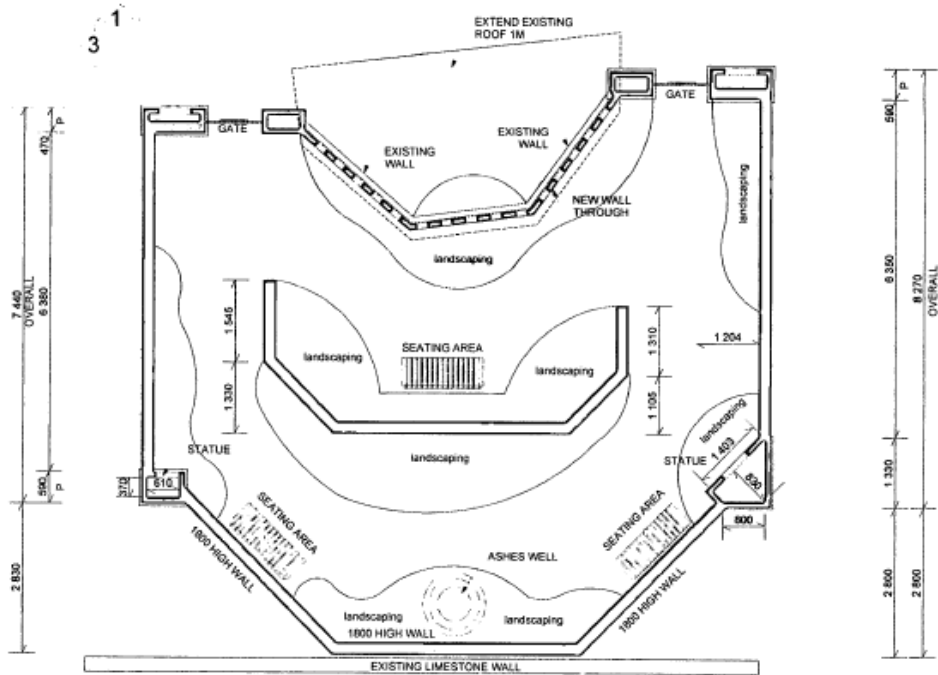 1
3
EXTEND EXISTING
ROOF 1M
GATE
GATE
EXISTING
WALL
EXISTING
WALL
NEW WALL
THROUGH
landscaping
landscaping
P
470
7 440
OVERALL
6 380
590
P
2 830
P
590
6 350
8 270
OVERALL
1 330
2 800
2 800
1 545
1 330
1 310
1 105
1 204
landscaping
SEATING AREA
landscaping
landscaping
landscaping
1 403
STATUE
STATUE
370
610
630
800
SEATING AREA
SEATING AREA
1800 HIGH WALL
1800 HIGH WALL
ASHES WELL
landscaping
landscaping
1800 HIGH WALL
EXISTING LIMESTONE WALL